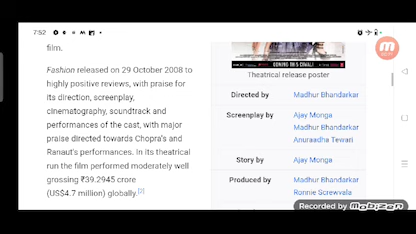 7:52
film.
Fashion released on 29 October 2008 to
highly positive reviews, with praise for
its direction, screenplay,
cinematography, soundtrack and
performances of the cast, with major
praise directed towards Chopra's and
Ranaut's performances. In its theatrical
run the film performed moderately well
grossing ₹39.2945 crore
(US$4.7 million) globally.[2]
COMING THIS DIWALI
Theatrical release poster
Directed by Madhur Bhandarkar
Screenplay by Ajay Monga
Madhur Bhandarkar
Anuraadha Tewari
Story by Ajay Monga
Produced by Madhur Bhandarkar
Ronnie Screwvala
Recorded by Mobizen